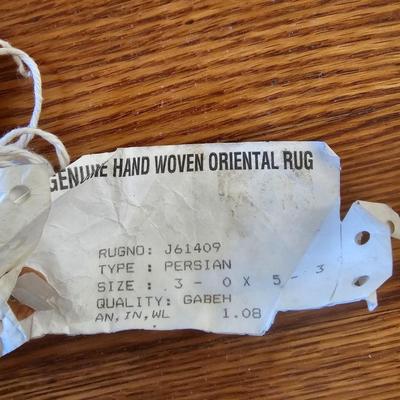 GENUINE HAND WOVEN ORIENTAL RUG
RUGNO: J61409
TYPE : PERSIAN
SIZE : 3 - 0 X 5 - 3
QUALITY: GABEH
AN,IN,WL 1.08